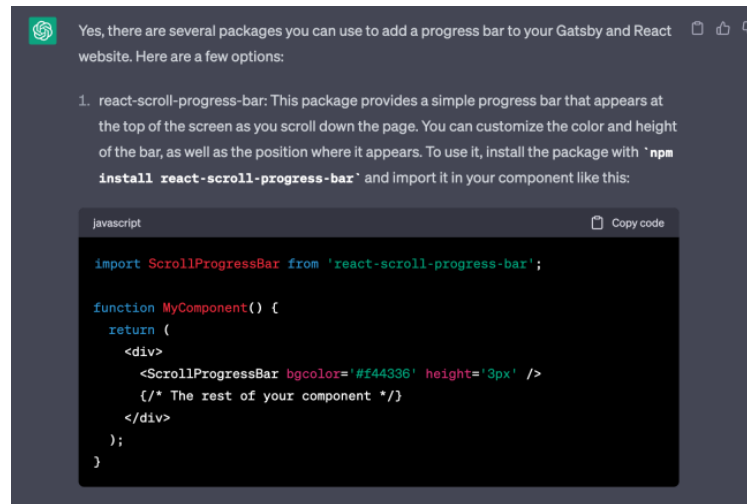 Yes, there are several packages you can use to add a progress bar to your Gatsby and React
website. Here are a few options:
1. react-scroll-progress-bar: This package provides a simple progress bar that appears at
the top of the screen as you scroll down the page. You can customize the color and height
of the bar, as well as the position where it appears. To use it, install the package with `npm
install react-scroll-progress-bar` and import it in your component like this:
javascript Copy code
import ScrollProgressBar from 'react-scroll-progress-bar';
function MyComponent() {
return (
<div>
<ScrollProgressBar bgcolor='#f44336' height='3px' />
{/* The rest of your component */}
</div>
);
}